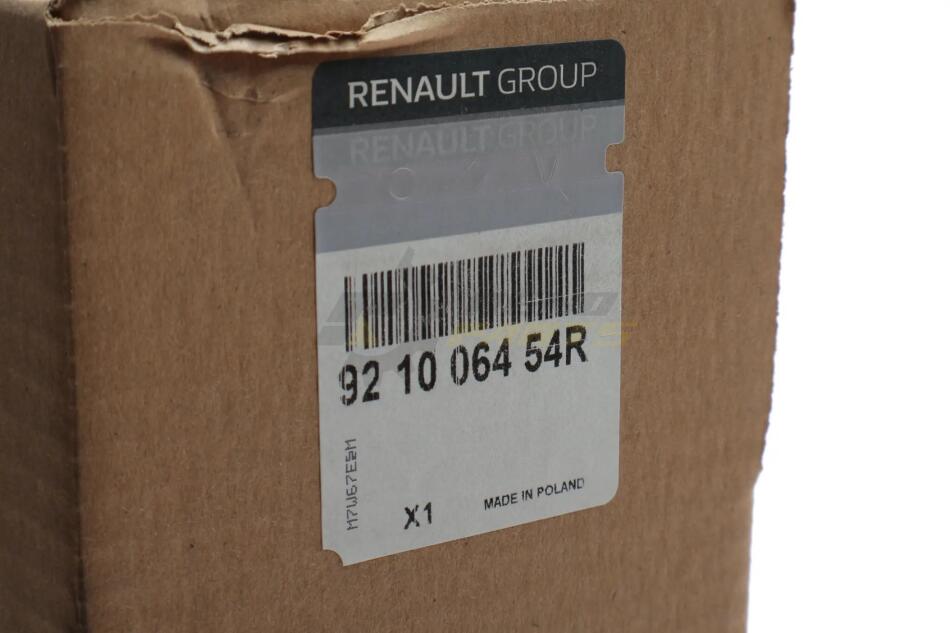 RENAULT GROUP
RENAULT GROUP
92 10 064 54R
M7W67E5M
X1
MADE IN POLAND